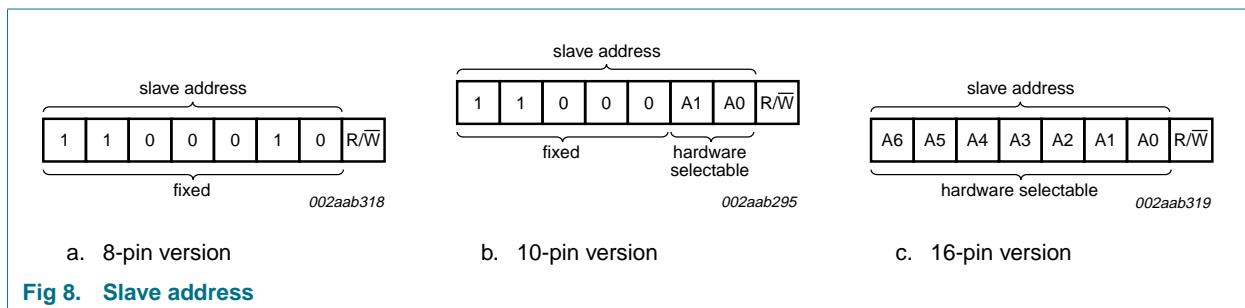 slave address
1 1 0 0 0 1 0 R/W̅
fixed
002aab318
a. 8-pin version
slave address
1 1 0 0 0 A1 A0 R/W̅
fixed
hardware
selectable
002aab295
b. 10-pin version
slave address
A6 A5 A4 A3 A2 A1 A0 R/W̅
hardware selectable
002aab319
c. 16-pin version
Fig 8. Slave address